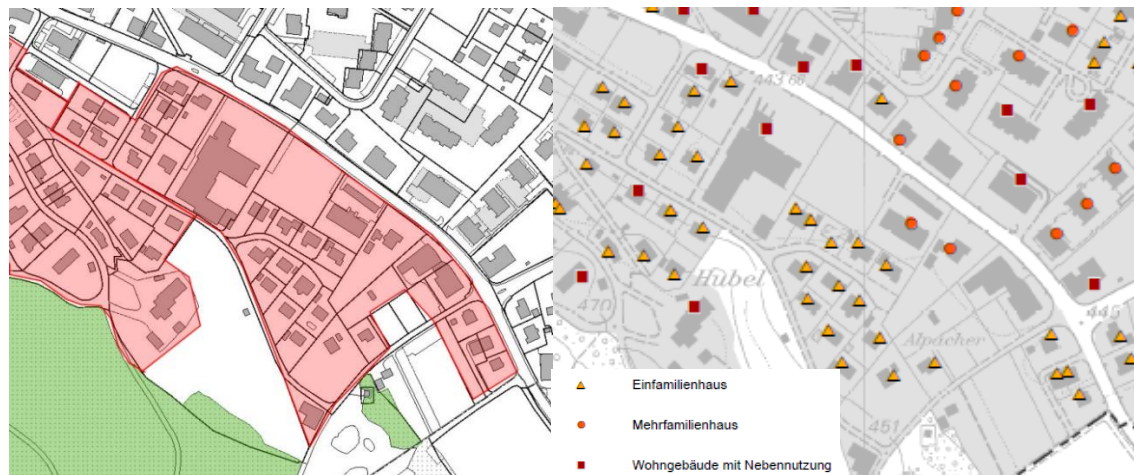 443 66
Hubel
470
Alpacher
445
451
Einfamilienhaus
Mehrfamilienhaus
Wohngebäude mit Nebennutzung